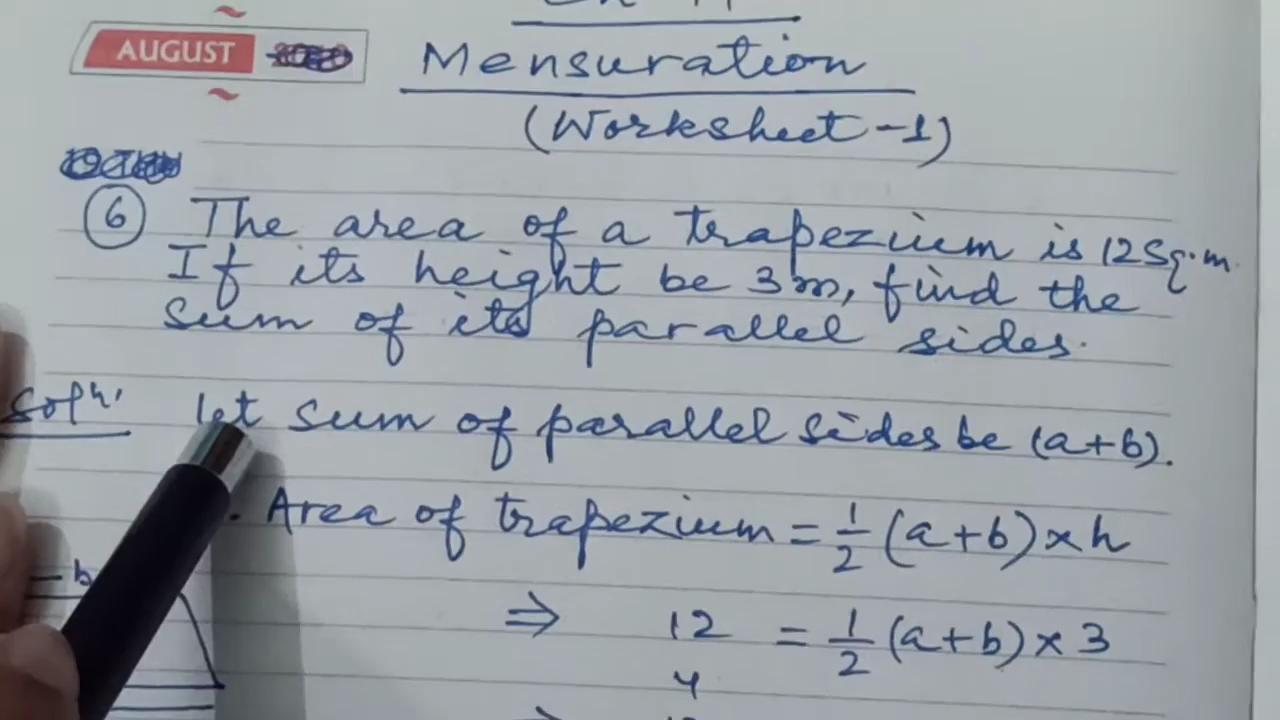 AUGUST
Mensuration
(Worksheet-1)
6 The area of a trapezium is 12 Sq.m.
If its height be 3m, find the
sum of its parallel sides.
Soln. let sum of parallel sides be (a+b).
Area of trapezium = 1/2 (a+b) × h
b
⇒ 12 = 1/2 (a+b) × 3
4
⇒